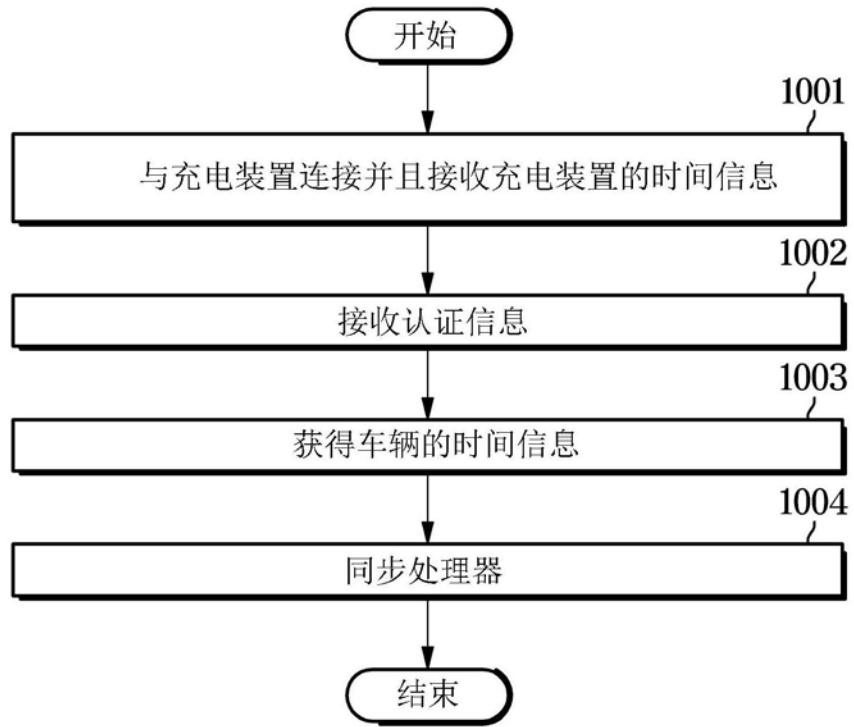 开始
1001
与充电装置连接并且接收充电装置的时间信息
1002
接收认证信息
1003
获得车辆的时间信息
1004
同步处理器
结束